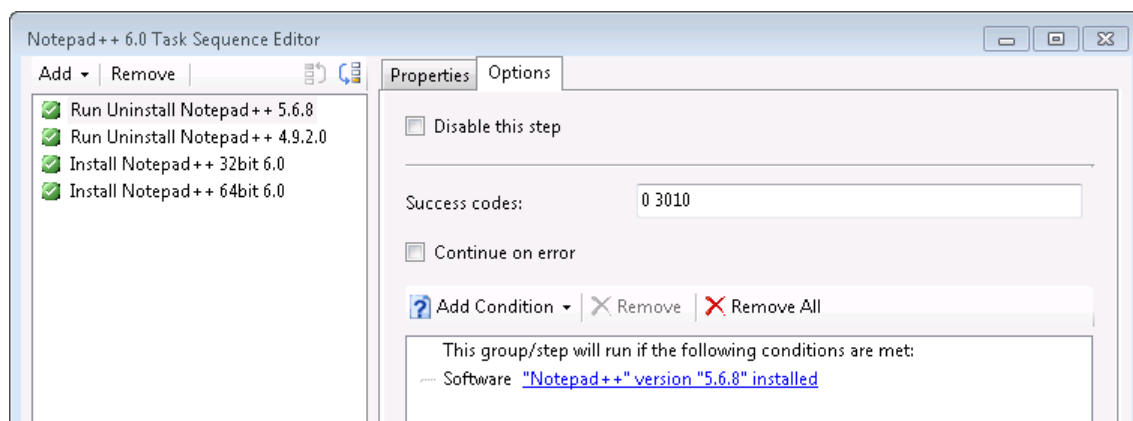 Notepad++ 6.0 Task Sequence Editor
Add Remove
Properties Options
Run Uninstall Notepad++ 5.6.8
Run Uninstall Notepad++ 4.9.2.0
Install Notepad++ 32bit 6.0
Install Notepad++ 64bit 6.0
Disable this step
Success codes: 0 3010
Continue on error
Add Condition Remove Remove All
This group/step will run if the following conditions are met:
Software "Notepad++" version "5.6.8" installed